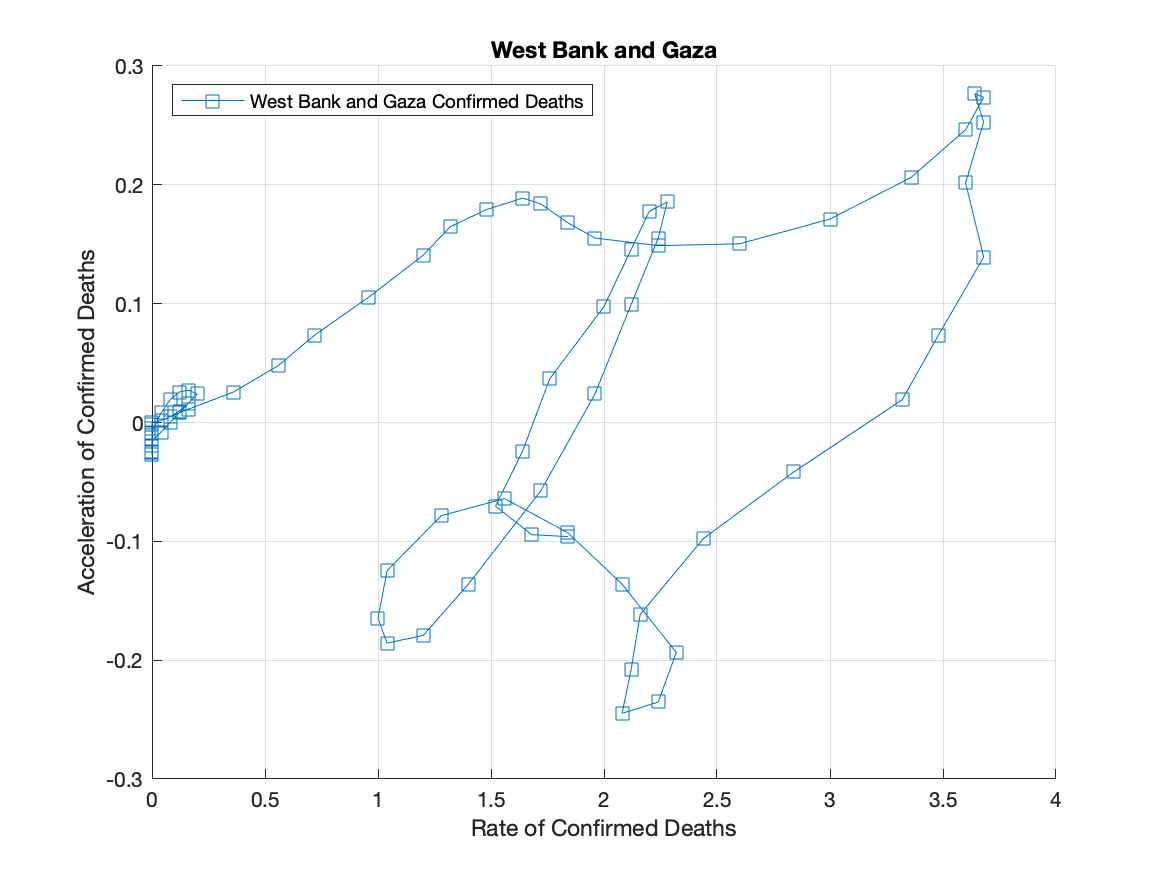 West Bank and Gaza
West Bank and Gaza Confirmed Deaths
Acceleration of Confirmed Deaths
0.3
0.2
0.1
0
-0.1
-0.2
-0.3
0 0.5 1 1.5 2 2.5 3 3.5 4
Rate of Confirmed Deaths